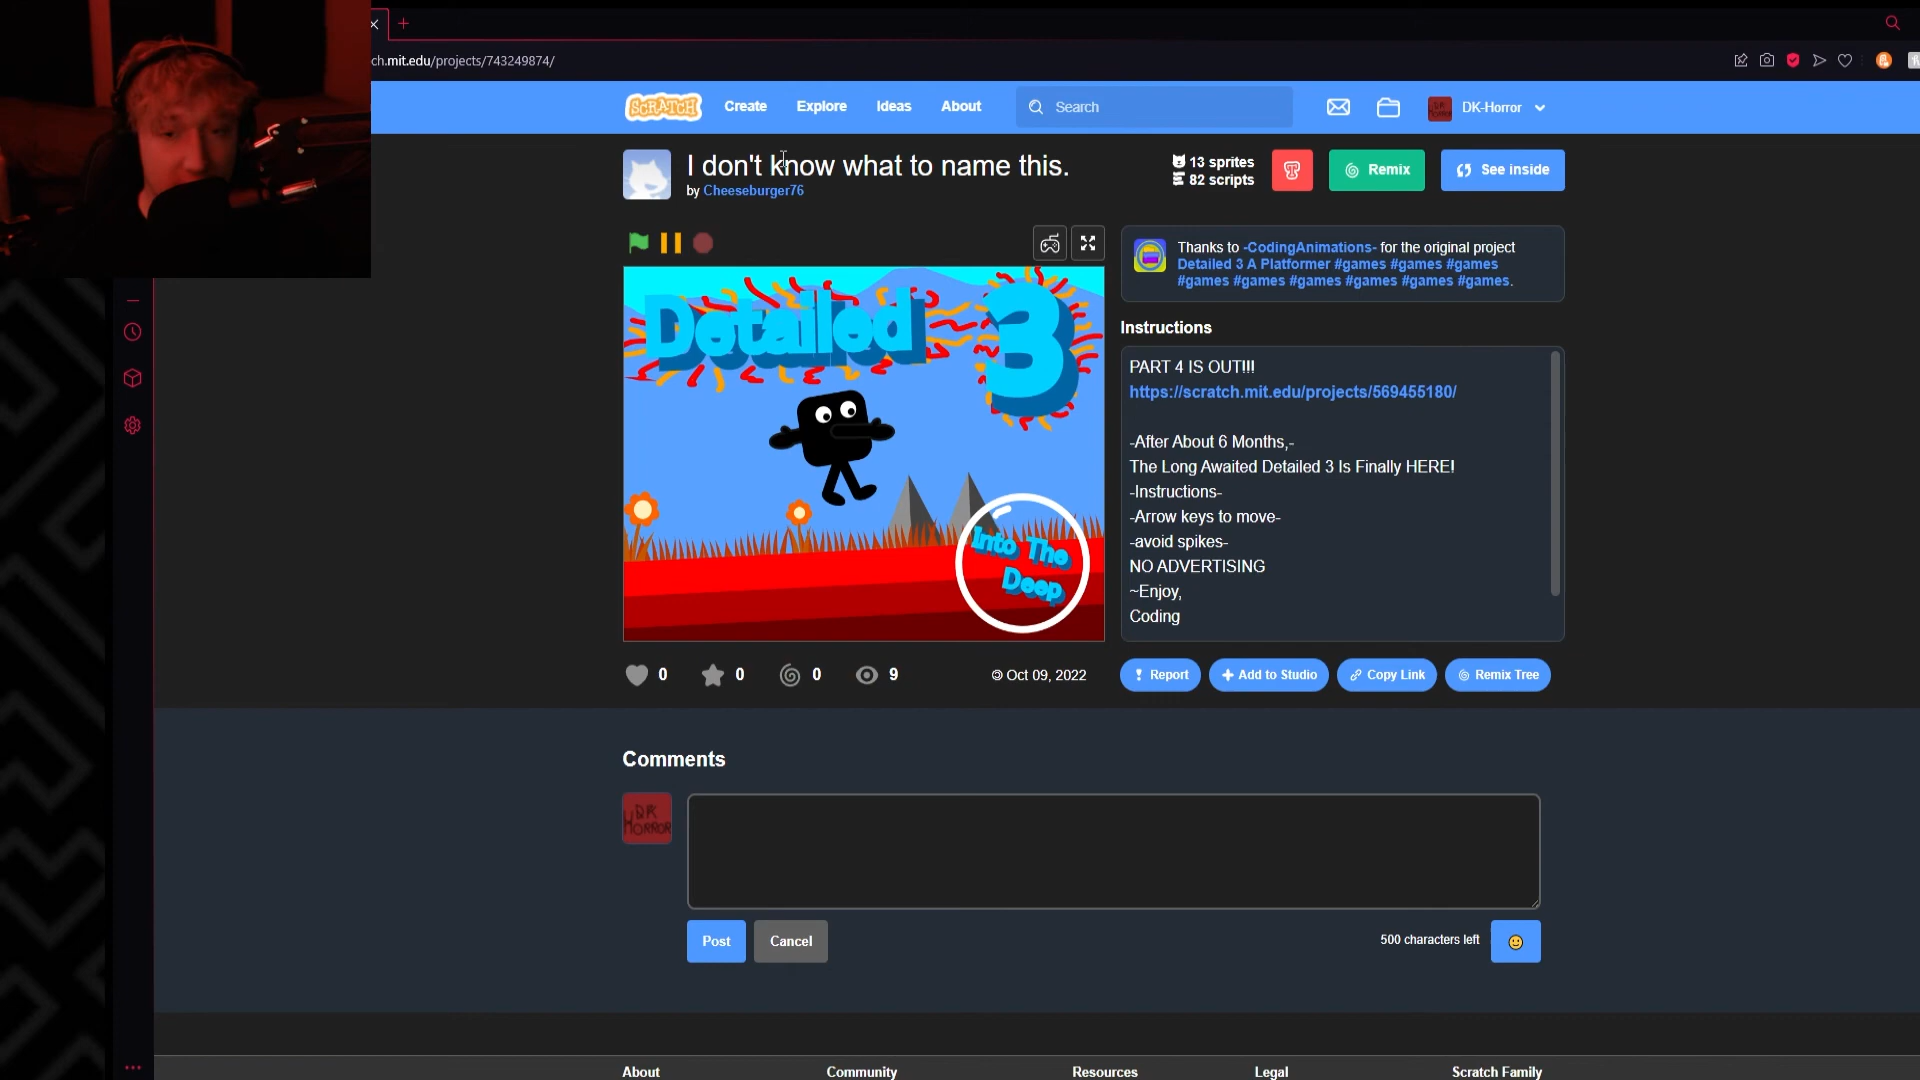 ch.mit.edu/projects/743249874/
SCRATCH Create Explore Ideas About Search DK-Horror
I don't know what to name this.
by Cheeseburger76
13 sprites
82 scripts
Remix
See inside
Thanks to -CodingAnimations- for the original project
Detailed 3 A Platformer #games #games #games
#games #games #games #games #games #games.
Detailed 3
Into The
Deep
Instructions
PART 4 IS OUT!!!
https://scratch.mit.edu/projects/569455180/
-After About 6 Months,-
The Long Awaited Detailed 3 Is Finally HERE!
-Instructions-
-Arrow keys to move-
-avoid spikes-
NO ADVERTISING
~Enjoy,
Coding
0 0 0 9 © Oct 09, 2022
Report Add to Studio Copy Link Remix Tree
Comments
DK
HORROR
Post Cancel 500 characters left
About Community Resources Legal Scratch Family